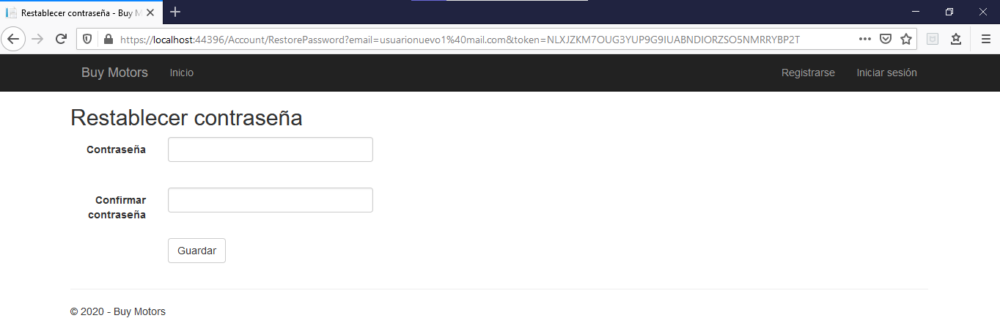 Restablecer contraseña - Buy M
https://localhost:44396/Account/RestorePassword?email=usuarionuevo1%40mail.com&token=NLXJZKM7OUG3YUP9G9IUABNDIORZSO5NMRRYBP2T
Buy Motors Inicio Registrarse Iniciar sesión
Restablecer contraseña
Contraseña
Confirmar
contraseña
Guardar
© 2020 - Buy Motors